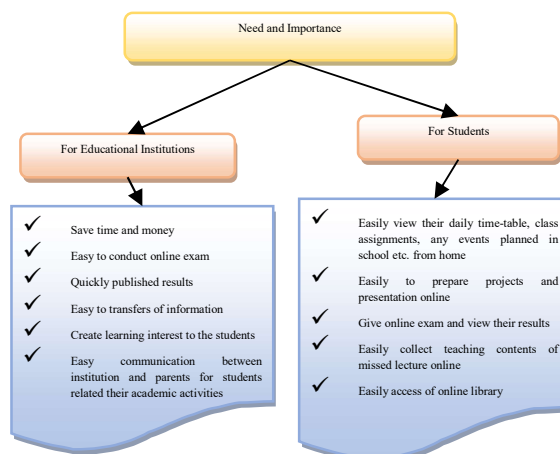 Need and Importance
For Educational Institutions
For Students
Save time and money
Easy to conduct online exam
Quickly published results
Easy to transfers of information
Create learning interest to the students
Easy communication between
institution and parents for students
related their academic activities
Easily view their daily time-table, class
assignments, any events planned in
school etc. from home
Easily to prepare projects and
presentation online
Give online exam and view their results
Easily collect teaching contents of
missed lecture online
Easily access of online library